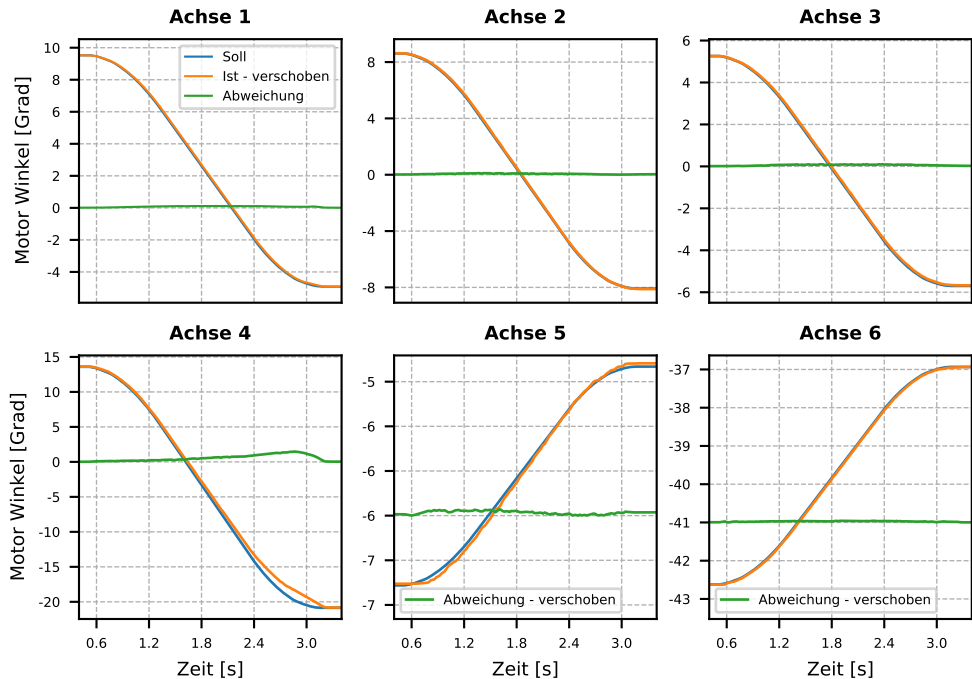 Achse 1
Achse 2
Achse 3
Motor Winkel [Grad]
10
8
6
4
2
0
-2
-4
Soll
Ist - verschoben
Abweichung
8
4
0
-4
-8
6
4
2
0
-2
-4
-6
Achse 4
Achse 5
Achse 6
Motor Winkel [Grad]
15
10
5
0
-5
-10
-15
-20
0.6 1.2 1.8 2.4 3.0
Zeit [s]
-5
-6
-6
-6
-7
-7
Abweichung - verschoben
0.6 1.2 1.8 2.4 3.0
Zeit [s]
-37
-38
-39
-40
-41
-42
-43
Abweichung - verschoben
0.6 1.2 1.8 2.4 3.0
Zeit [s]